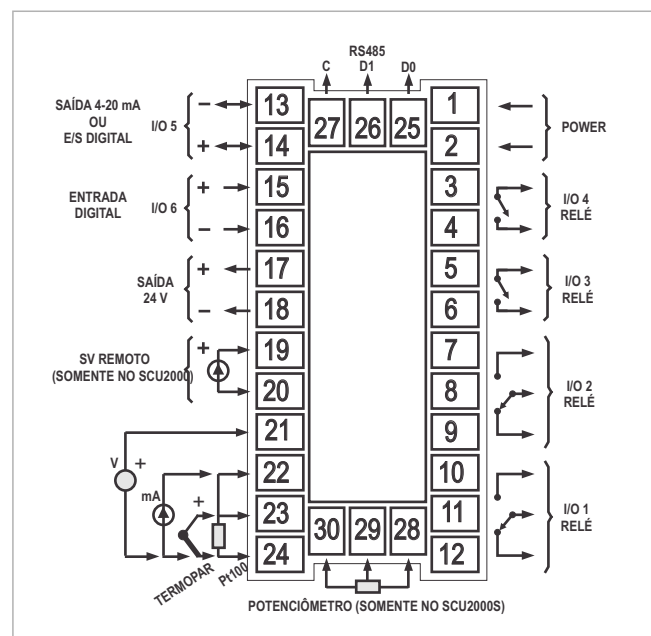 RS485
C D1 D0
SAÍDA 4-20 mA
OU
E/S DIGITAL
I/O 5
− 13
+ 14
ENTRADA
DIGITAL
I/O 6
+ 15
− 16
SAÍDA
24 V
+ 17
− 18
SV REMOTO
(SOMENTE NO SCU2000)
+ 19
20
21
V +
22
mA
+ 23
24
TERMOPAR
Pt100
27 26 25
1
2
POWER
3
4
I/O 4
RELÉ
5
6
I/O 3
RELÉ
7
8
9
I/O 2
RELÉ
10
11
12
I/O 1
RELÉ
30 29 28
POTENCIÔMETRO (SOMENTE NO SCU2000S)